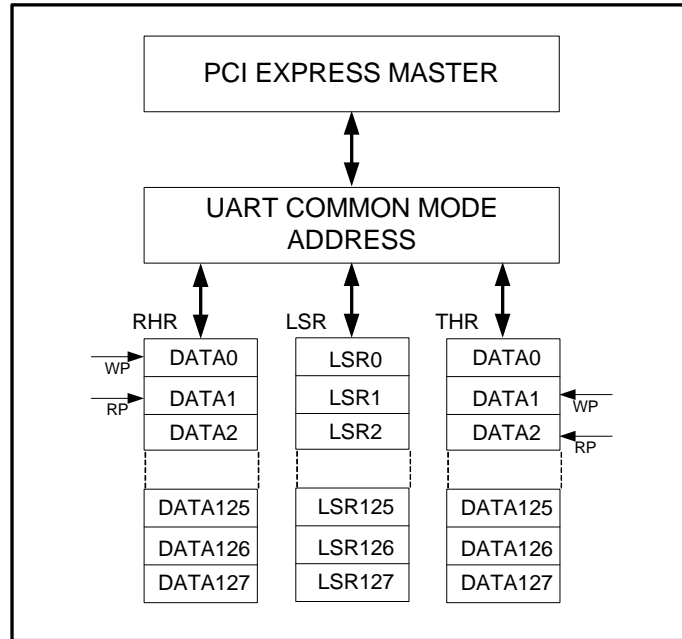 PCI EXPRESS MASTER
UART COMMON MODE
ADDRESS
RHR LSR THR
DATA0 LSR0 DATA0
WP
DATA1 LSR1 DATA1
RP WP
DATA2 LSR2 DATA2
RP
DATA125 LSR125 DATA125
DATA126 LSR126 DATA126
DATA127 LSR127 DATA127